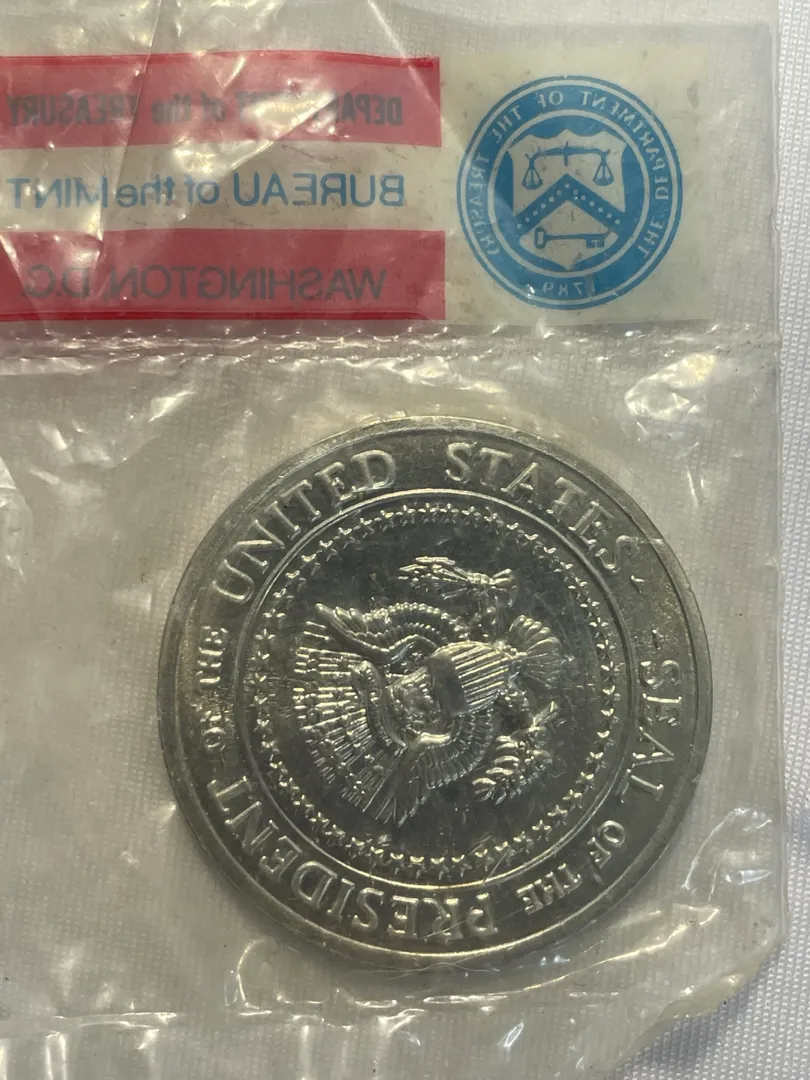 DEPARTMENT of the TREASURY
BUREAU of the MINT
WASHINGTON, D.C.
THE DEPARTMENT OF THE TREASURY
1789
SEAL OF THE PRESIDENT OF THE UNITED STATES